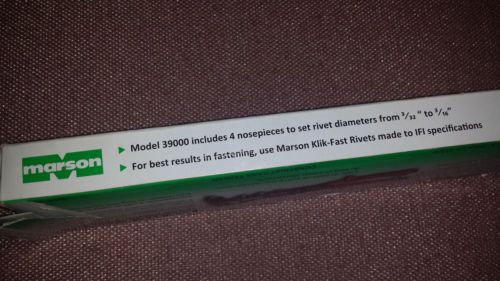 marson
► Model 39000 includes 4 nosepieces to set rivet diameters from 3/32 " to 3/16"
► For best results in fastening, use Marson Klik-Fast Rivets made to IFI specifications